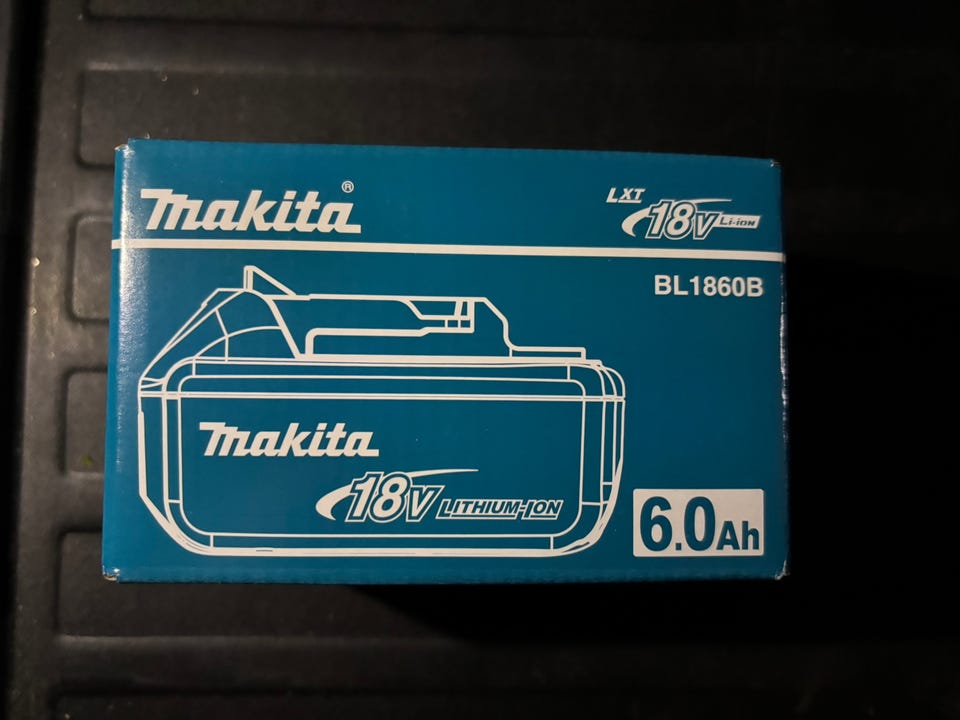 makita®
LXT
18V Li-ion
BL1860B
makita
18V LITHIUM-ION
6.0Ah